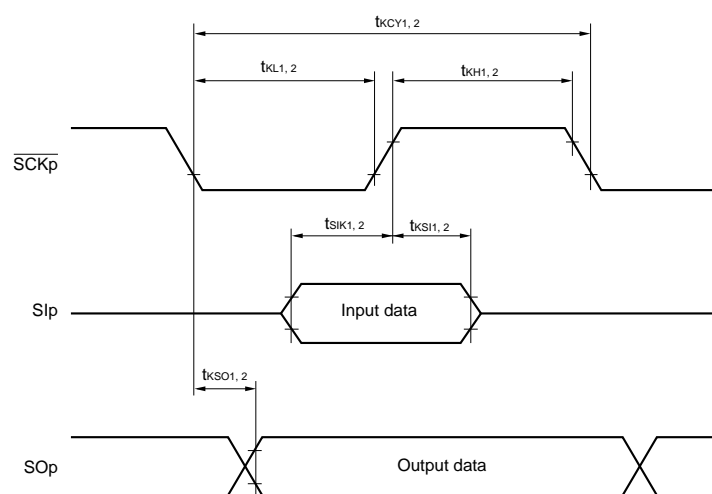 tKCY1, 2
tKL1, 2
tKH1, 2
SCKp
tSIK1, 2
tKSI1, 2
SIp
Input data
tKSO1, 2
SOp
Output data